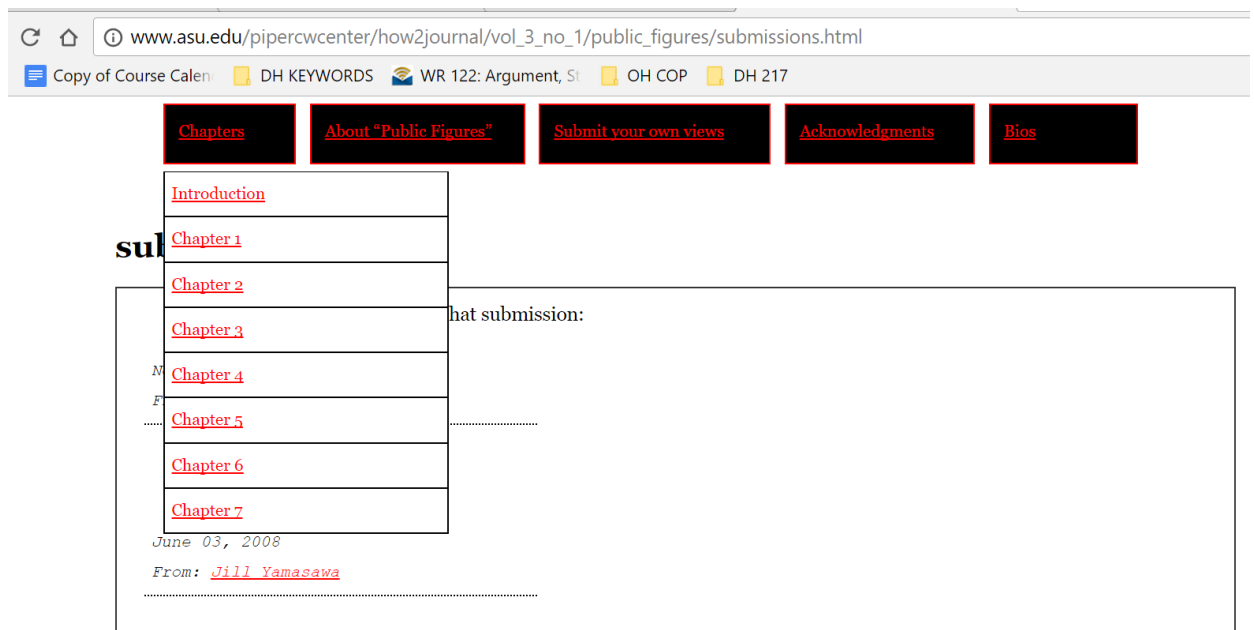 www.asu.edu/pipercwcenter/how2journal/vol_3_no_1/public_figures/submissions.html
Copy of Course Calen DH KEYWORDS WR 122: Argument, St OH COP DH 217
Chapters About “Public Figures” Submit your own views Acknowledgments Bios
Introduction
Chapter 1
Chapter 2
hat submission:
Chapter 3
Chapter 4
Chapter 5
Chapter 6
Chapter 7
June 03, 2008
From: Jill Yamasawa